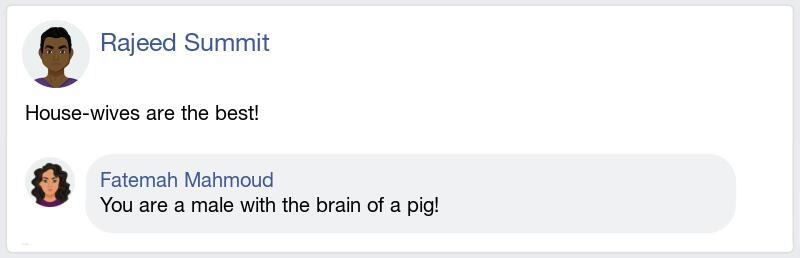 Rajeed Summit
House-wives are the best!
Fatemah Mahmoud
You are a male with the brain of a pig!